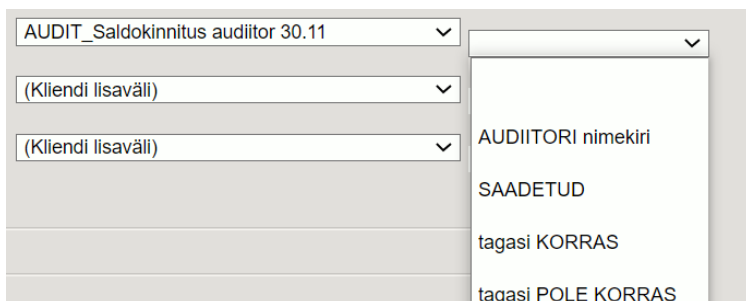 AUDIT_Saldokinnitus audiitor 30.11
(Kliendi lisaväli)
(Kliendi lisaväli)
AUDIITORI nimekiri
SAADETUD
tagasi KORRAS
tagasi POLE KORRAS